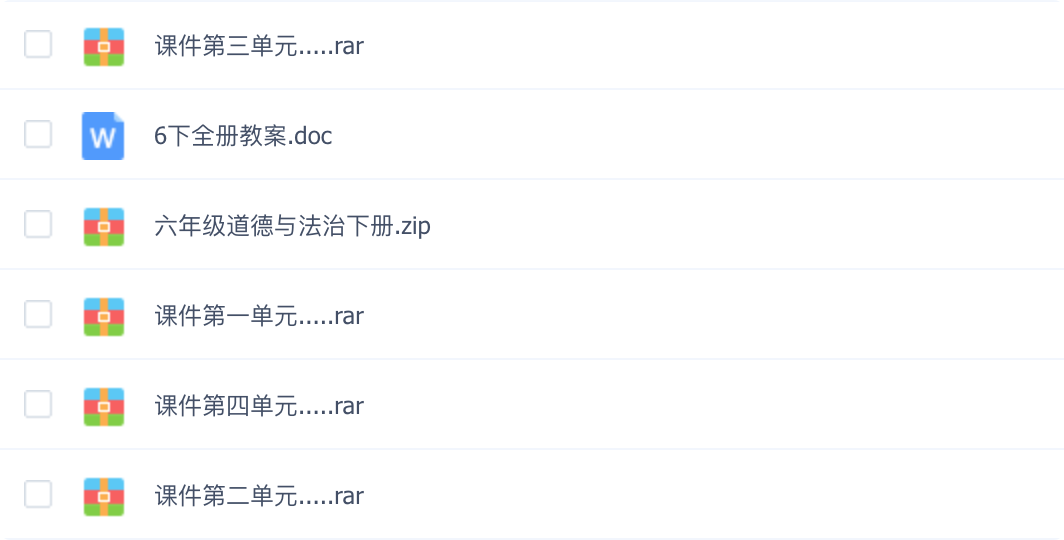 课件第三单元.....rar
W
6下全册教案.doc
六年级道德与法治下册.zip
课件第一单元.....rar
课件第四单元.....rar
课件第二单元.....rar